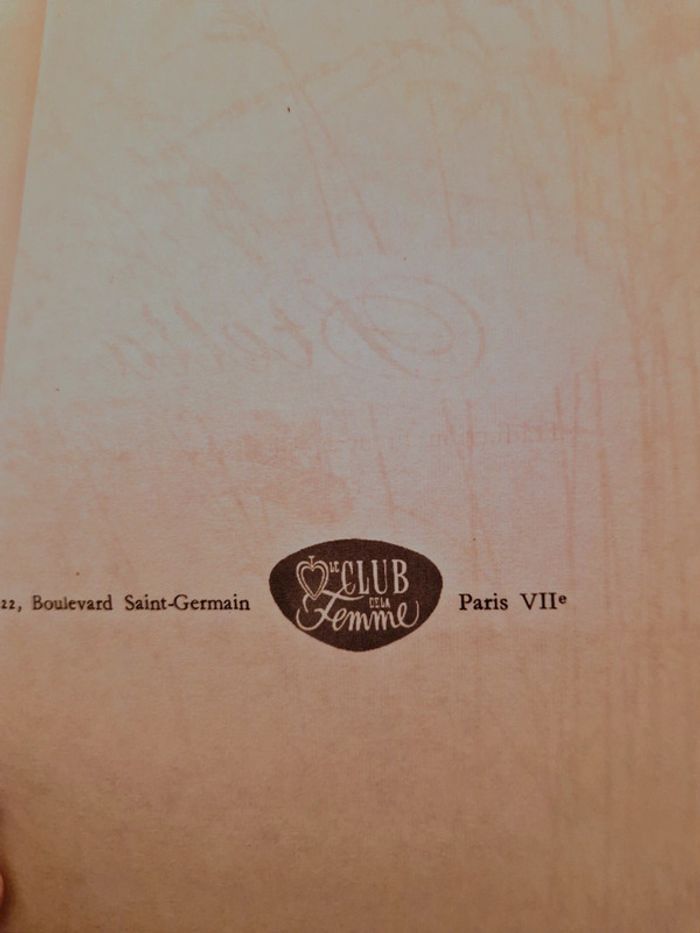 22, Boulevard Saint-Germain LE CLUB DE LA Femme Paris VIIe